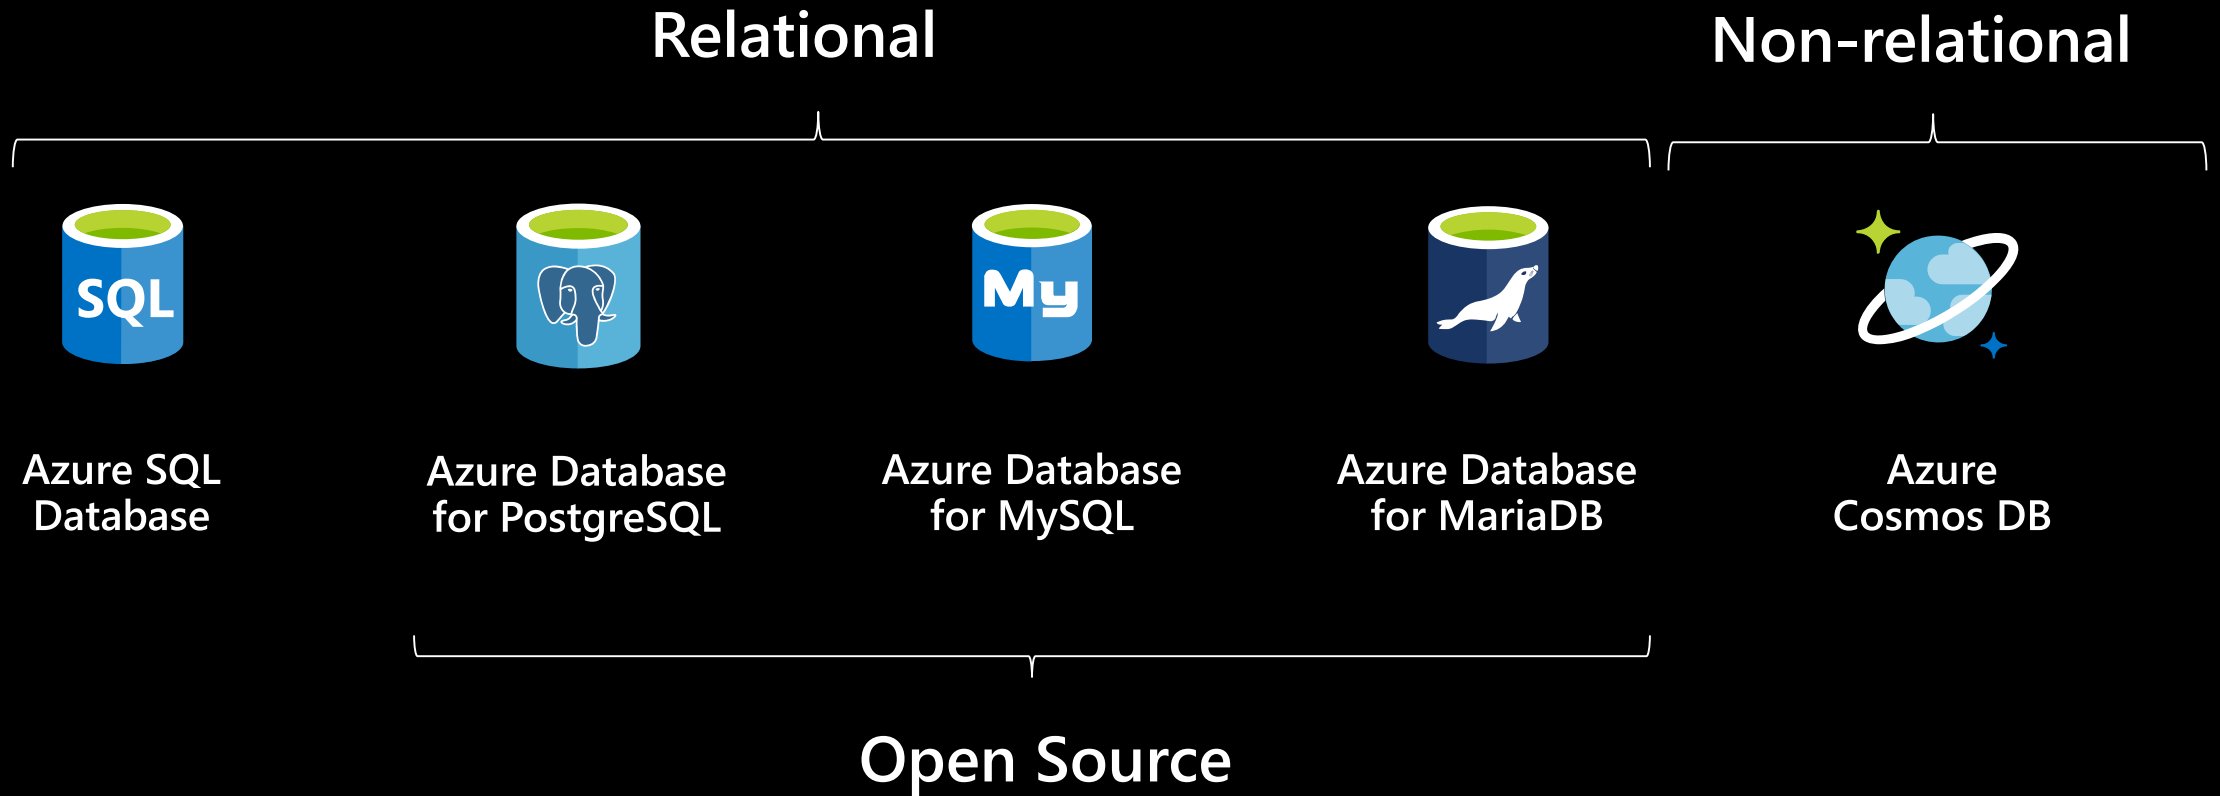 Relational
Non-relational
SQL
My
Azure SQL
Database
Azure Database
for PostgreSQL
Azure Database
for MySQL
Azure Database
for MariaDB
Azure
Cosmos DB
Open Source